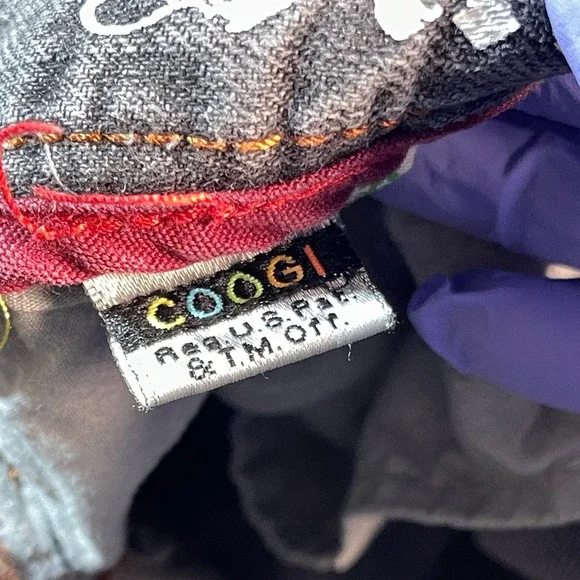 COOGI
Reg. U.S. Pat.
& T.M. Off.